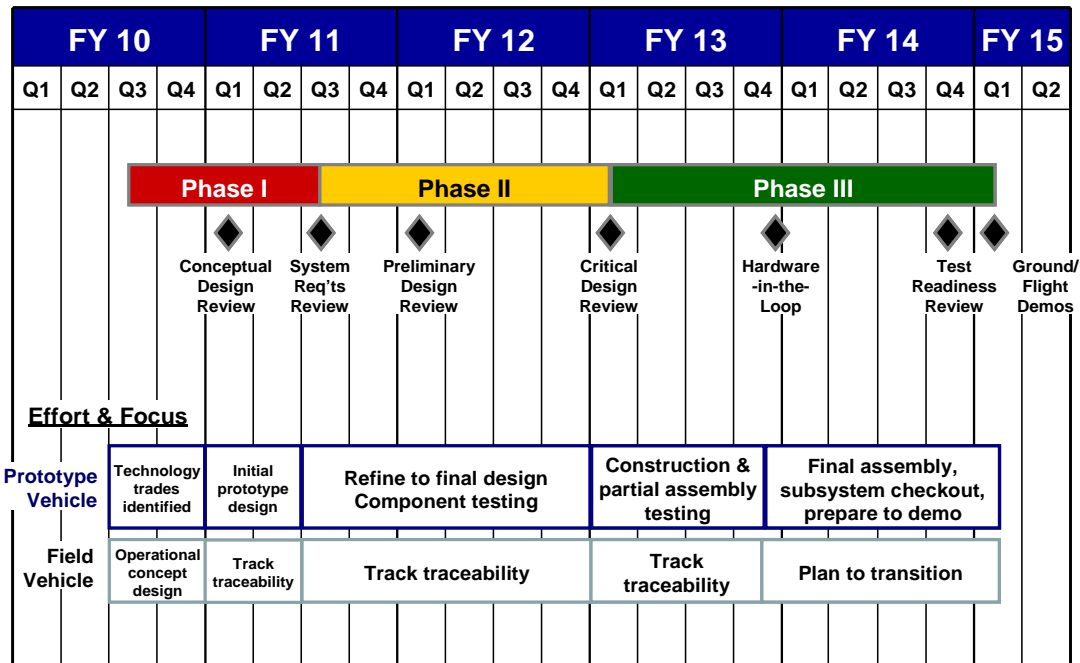 FY 10 FY 11 FY 12 FY 13 FY 14 FY 15
Q1 Q2 Q3 Q4 Q1 Q2 Q3 Q4 Q1 Q2 Q3 Q4 Q1 Q2 Q3 Q4 Q1 Q2 Q3 Q4 Q1 Q2
Phase I
Phase II
Phase III
Conceptual
Design
Review
System
Req'ts
Review
Preliminary
Design
Review
Critical
Design
Review
Hardware
-in-the-
Loop
Test
Readiness
Review
Ground/
Flight
Demos
Effort & Focus
Prototype
Vehicle
Technology
trades
identified
Initial
prototype
design
Refine to final design
Component testing
Construction &
partial assembly
testing
Final assembly,
subsystem checkout,
prepare to demo
Field
Vehicle
Operational
concept
design
Track
traceability
Track traceability
Track
traceability
Plan to transition